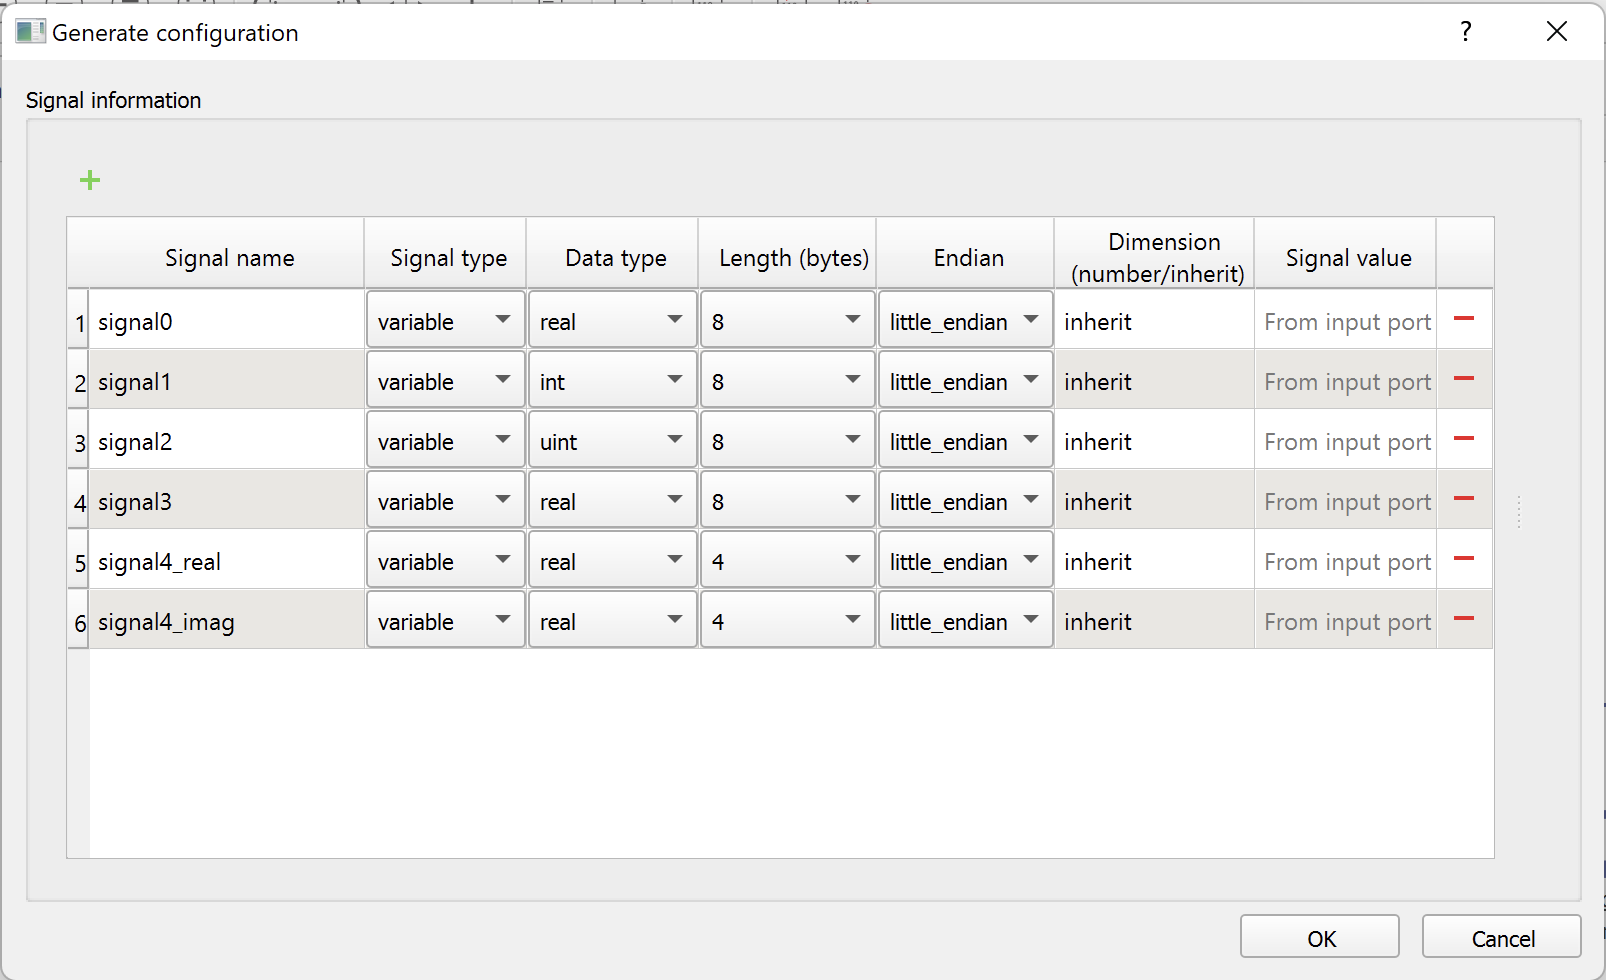 Generate configuration ?
Signal information
Signal name Signal type Data type Length (bytes) Endian Dimension (number/inherit) Signal value
1 signal0 variable real 8 little_endian inherit From input port
2 signal1 variable int 8 little_endian inherit From input port
3 signal2 variable uint 8 little_endian inherit From input port
4 signal3 variable real 8 little_endian inherit From input port
5 signal4_real variable real 4 little_endian inherit From input port
6 signal4_imag variable real 4 little_endian inherit From input port
OK Cancel